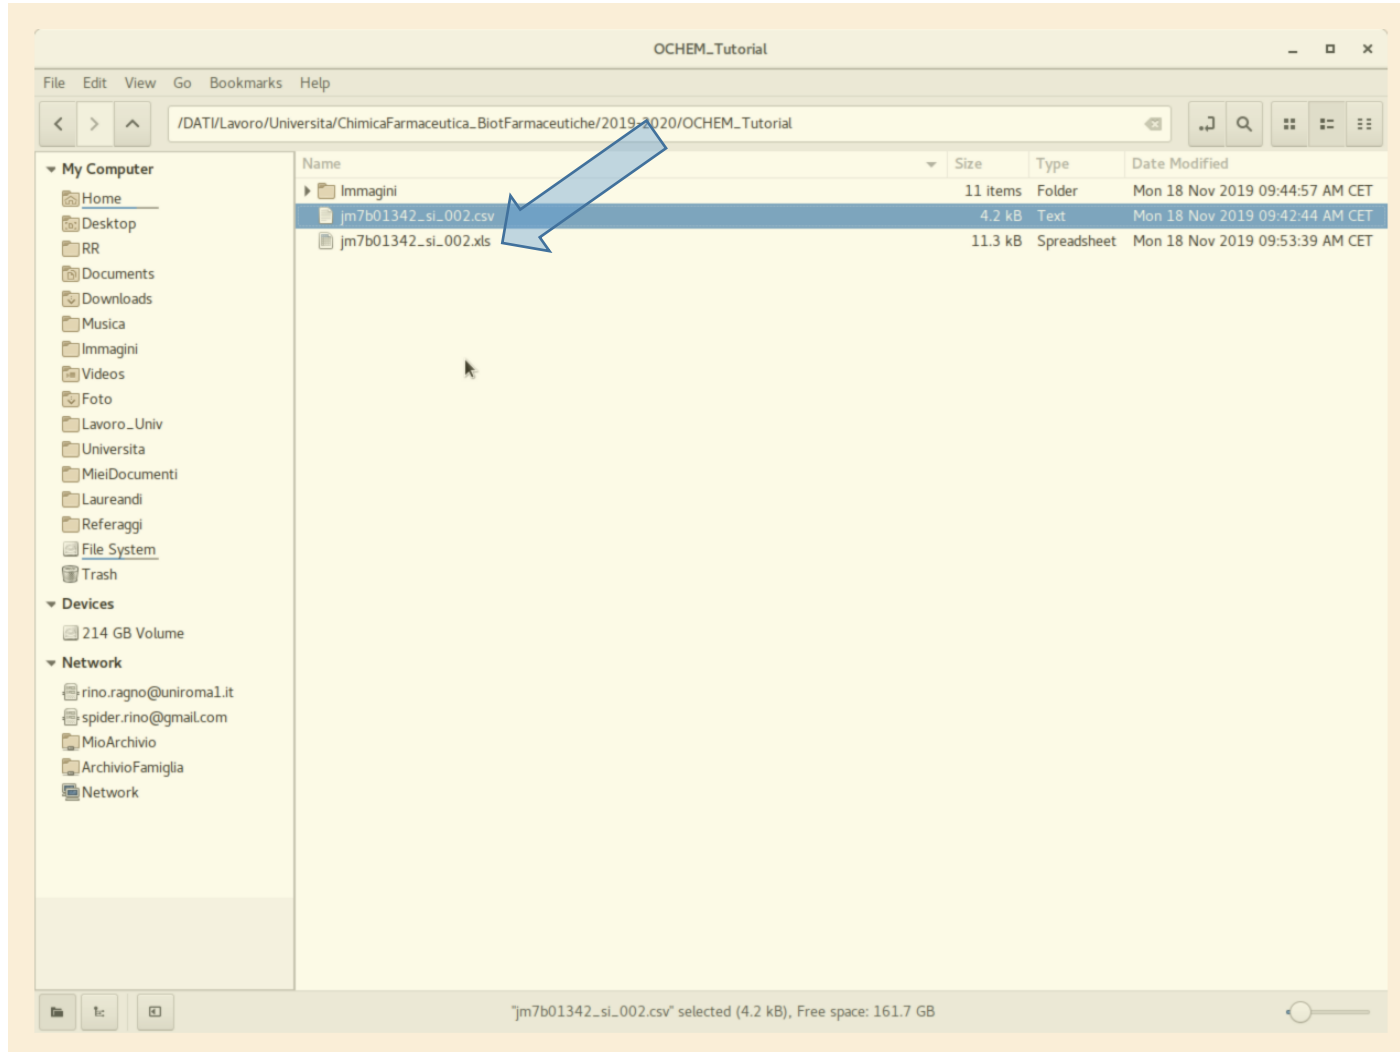 OCHEM_Tutorial
File Edit View Go Bookmarks Help
/DATI/Lavoro/Universita/ChimicaFarmaceutica_BiotFarmaceutiche/2019-2020/OCHEM_Tutorial
My Computer
Home
Desktop
RR
Documents
Downloads
Musica
Immagini
Videos
Foto
Lavoro_Univ
Universita
MieiDocumenti
Laureandi
Referaggi
File System
Trash
Devices
214 GB Volume
Network
rino.ragno@uniroma1.it
spider.rino@gmail.com
MioArchivio
ArchivioFamiglia
Network
Name Size Type Date Modified
Immagini 11 items Folder Mon 18 Nov 2019 09:44:57 AM CET
jm7b01342_si_002.csv 4.2 kB Text Mon 18 Nov 2019 09:42:44 AM CET
jm7b01342_si_002.xls 11.3 kB Spreadsheet Mon 18 Nov 2019 09:53:39 AM CET
"jm7b01342_si_002.csv" selected (4.2 kB), Free space: 161.7 GB